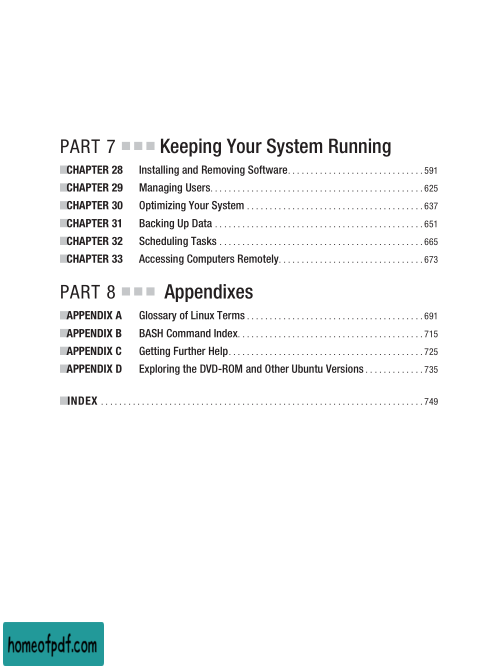 PART 7 ■ ■ ■ Keeping Your System Running
■CHAPTER 28 Installing and Removing Software. . . . . . . . . . . . . . . . . . . . . . . . . . . . . . 591
■CHAPTER 29 Managing Users. . . . . . . . . . . . . . . . . . . . . . . . . . . . . . . . . . . . . . . . . . . . . . . 625
■CHAPTER 30 Optimizing Your System . . . . . . . . . . . . . . . . . . . . . . . . . . . . . . . . . . . . . . . 637
■CHAPTER 31 Backing Up Data . . . . . . . . . . . . . . . . . . . . . . . . . . . . . . . . . . . . . . . . . . . . . . 651
■CHAPTER 32 Scheduling Tasks . . . . . . . . . . . . . . . . . . . . . . . . . . . . . . . . . . . . . . . . . . . . . 665
■CHAPTER 33 Accessing Computers Remotely. . . . . . . . . . . . . . . . . . . . . . . . . . . . . . . . 673
PART 8 ■ ■ ■ Appendixes
■APPENDIX A Glossary of Linux Terms . . . . . . . . . . . . . . . . . . . . . . . . . . . . . . . . . . . . . . . 691
■APPENDIX B BASH Command Index. . . . . . . . . . . . . . . . . . . . . . . . . . . . . . . . . . . . . . . . . 715
■APPENDIX C Getting Further Help. . . . . . . . . . . . . . . . . . . . . . . . . . . . . . . . . . . . . . . . . . . 725
■APPENDIX D Exploring the DVD-ROM and Other Ubuntu Versions . . . . . . . . . . . . . 735
■INDEX . . . . . . . . . . . . . . . . . . . . . . . . . . . . . . . . . . . . . . . . . . . . . . . . . . . . . . . . . . . . . . . . . . . . . . . 749
homeofpdf.com